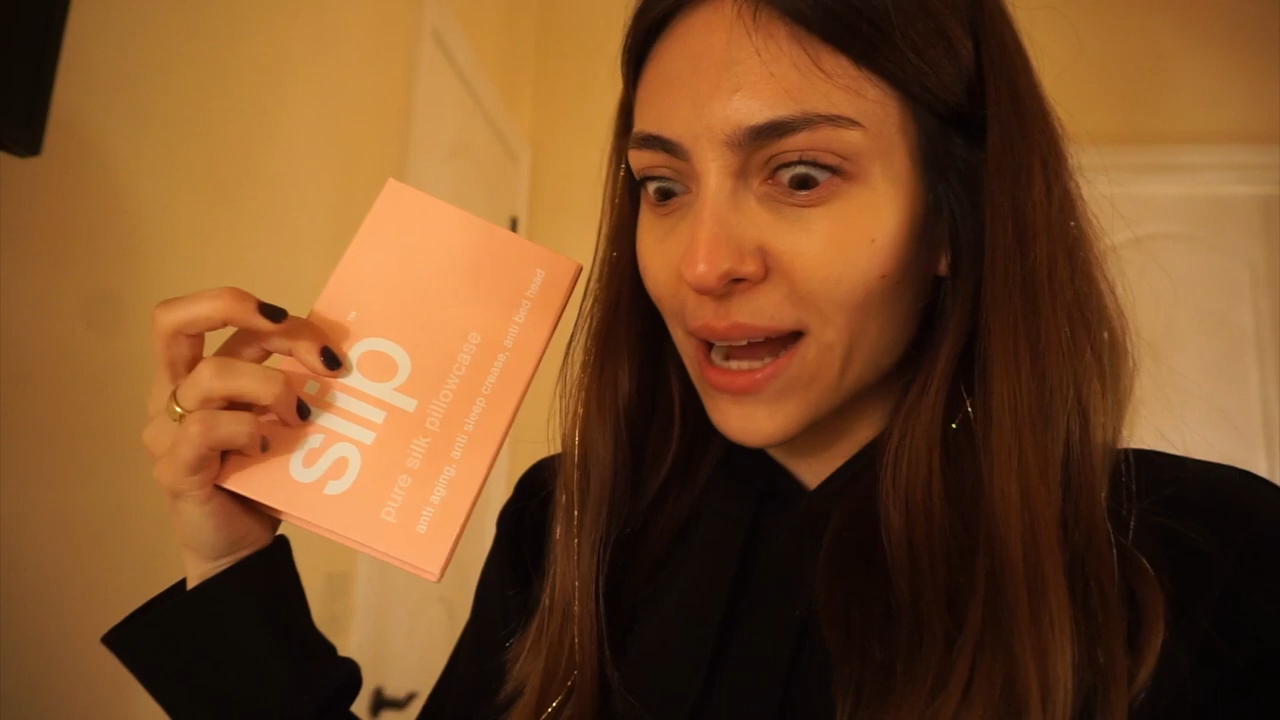 slip™
pure silk pillowcase
anti aging. anti sleep crease. anti bed head